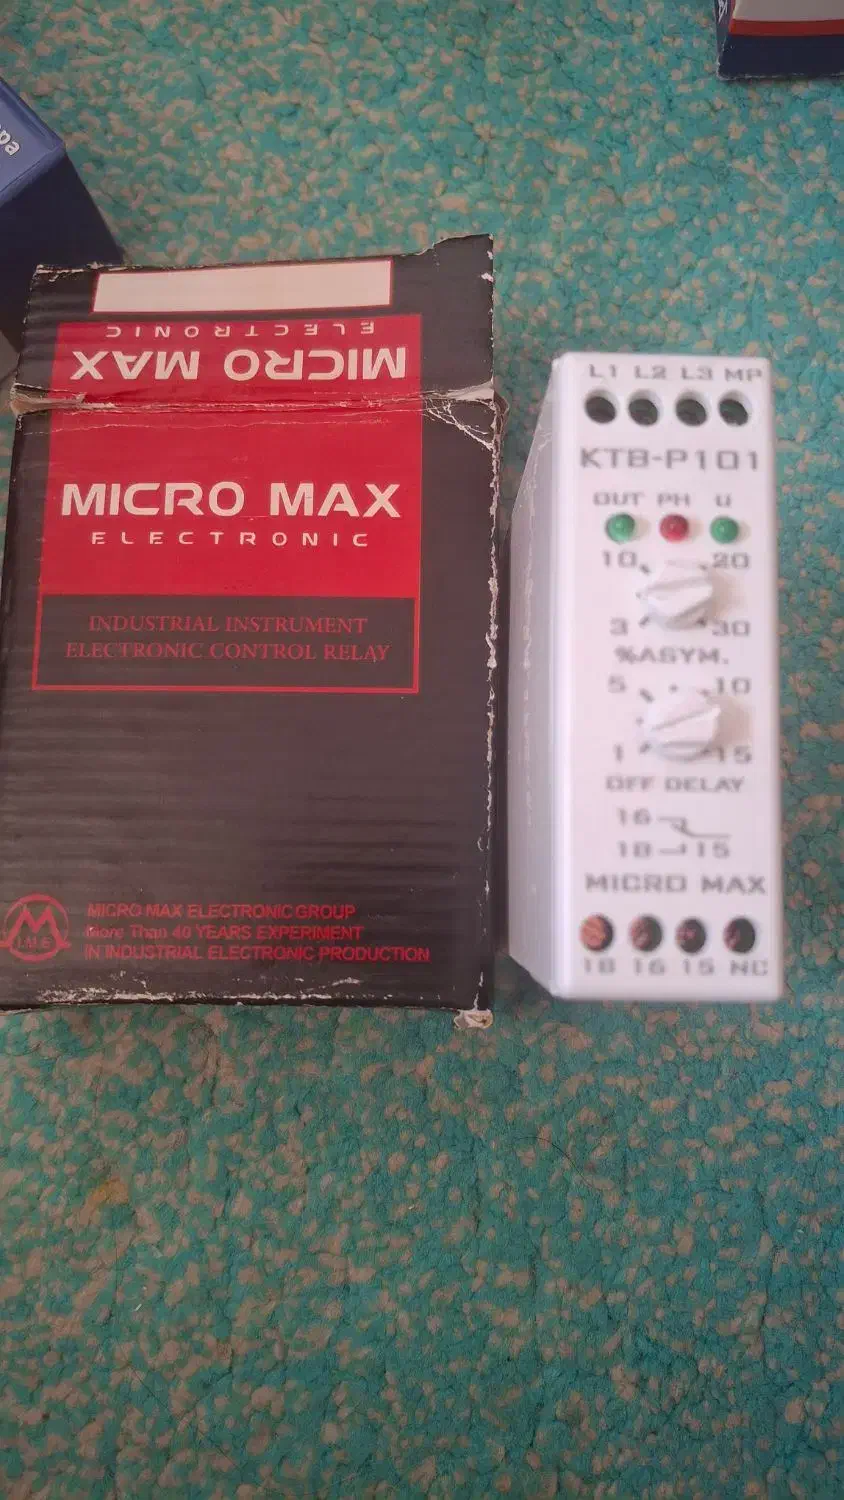 ELECTRONIC
MICRO MAX
MICRO MAX
ELECTRONIC
INDUSTRIAL INSTRUMENT
ELECTRONIC CONTROL RELAY
MICRO MAX ELECTRONIC GROUP
More Than 40 YEARS EXPERIMENT
IN INDUSTRIAL ELECTRONIC PRODUCTION
L1 L2 L3 MP
KTB-P101
OUT PH U
10 20
3 30
%ASYM.
5 10
1 15
OFF DELAY
16
18 15
MICRO MAX
18 16 15 NC